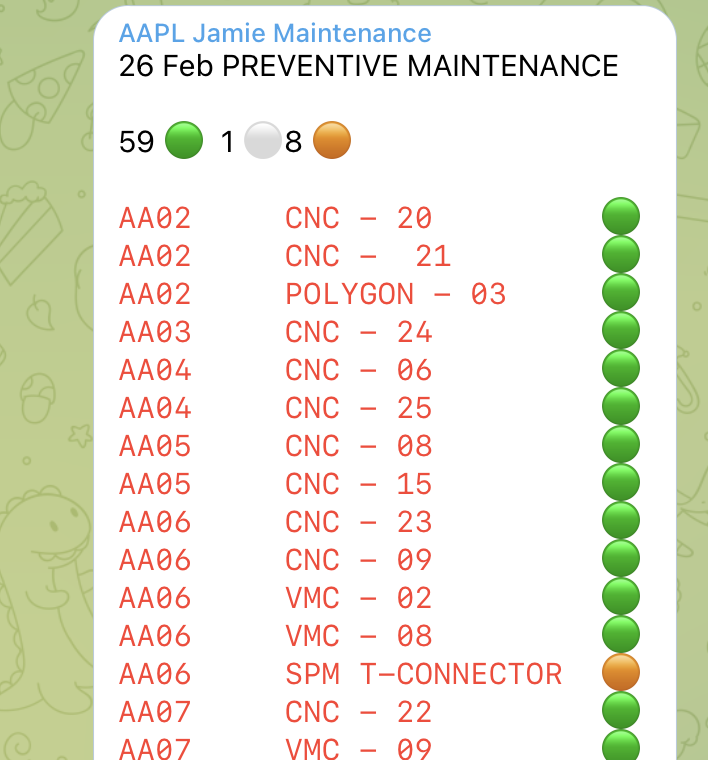 AAPL Jamie Maintenance
26 Feb PREVENTIVE MAINTENANCE
59 🟢 1 ⚪8 🟠
AA02 CNC – 20 🟢
AA02 CNC – 21 🟢
AA02 POLYGON – 03 🟢
AA03 CNC – 24 🟢
AA04 CNC – 06 🟢
AA04 CNC – 25 🟢
AA05 CNC – 08 🟢
AA05 CNC – 15 🟢
AA06 CNC – 23 🟢
AA06 CNC – 09 🟢
AA06 VMC – 02 🟢
AA06 VMC – 08 🟢
AA06 SPM T–CONNECTOR 🟠
AA07 CNC – 22 🟢
AA07 VMC – 09 🟢